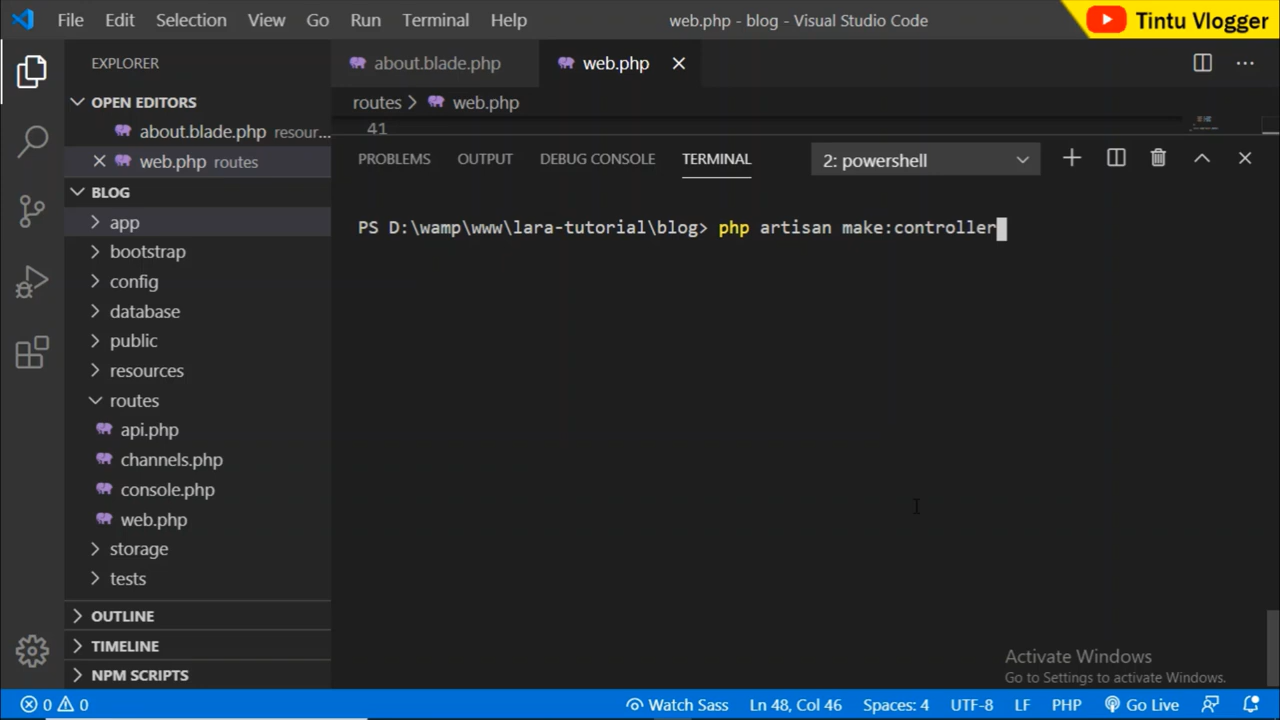 File Edit Selection View Go Run Terminal Help web.php - blog - Visual Studio Code Tintu Vlogger
EXPLORER
about.blade.php web.php
OPEN EDITORS
about.blade.php resour...
web.php routes
BLOG
app
bootstrap
config
database
public
resources
routes
api.php
channels.php
console.php
web.php
storage
tests
OUTLINE
TIMELINE
NPM SCRIPTS
routes > web.php
41
PROBLEMS OUTPUT DEBUG CONSOLE TERMINAL 2: powershell
PS D:\wamp\www\lara-tutorial\blog> php artisan make:controller
Activate Windows
Go to Settings to activate Windows.
0 0 Watch Sass Ln 48, Col 46 Spaces: 4 UTF-8 LF PHP Go Live